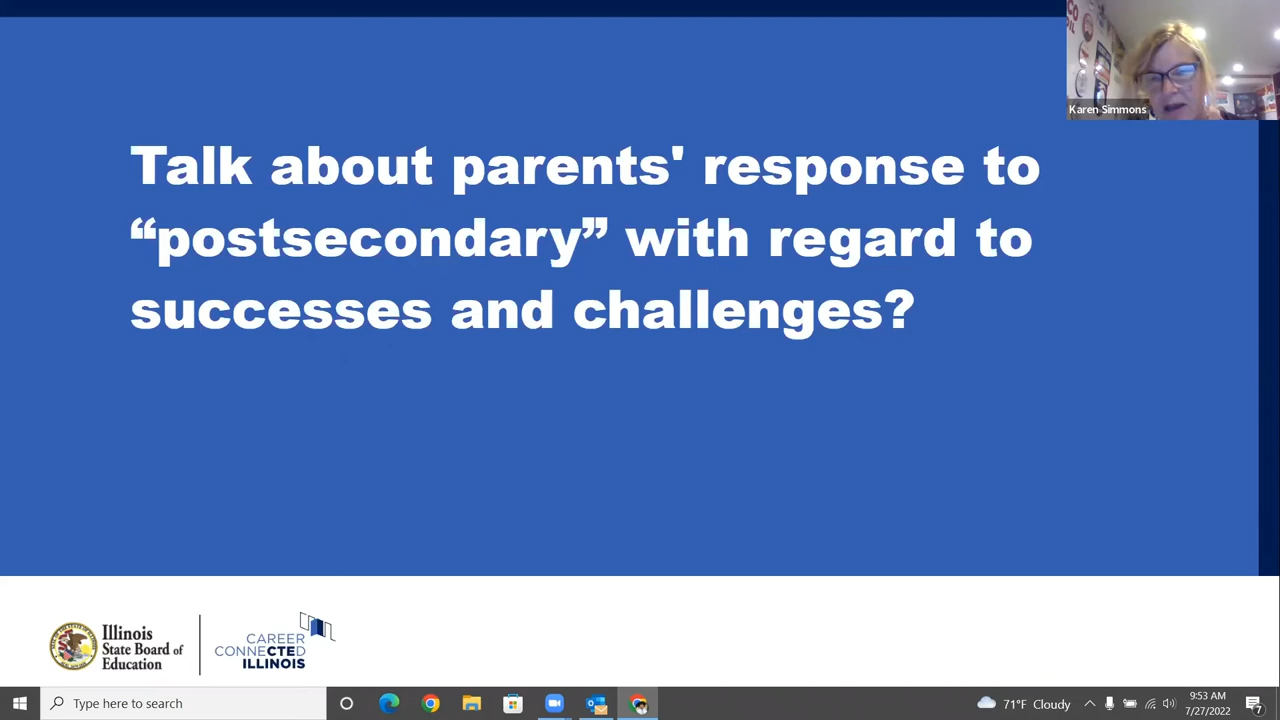 Karen Simmons
Talk about parents' response to
“postsecondary” with regard to
successes and challenges?
Illinois
State Board of
Education
CAREER
CONNECTED
ILLINOIS
Type here to search
71°F Cloudy
9:53 AM
7/27/2022
7